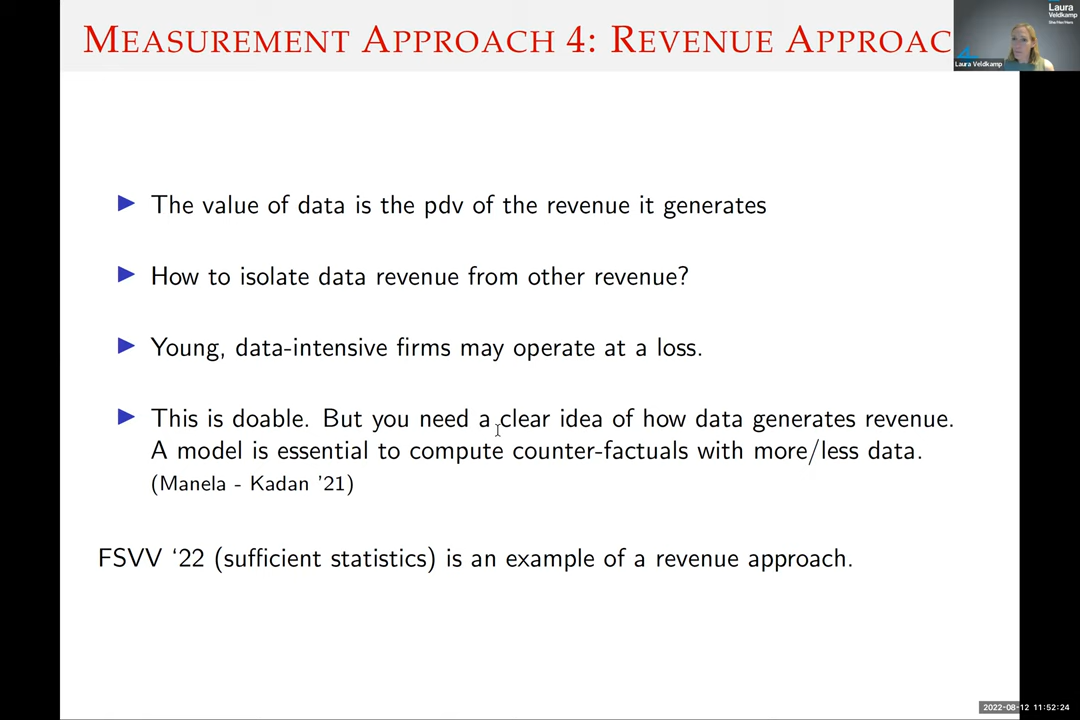 MEASUREMENT APPROACH 4: REVENUE APPROAC
Laura
Veldkamp
Laura Veldkamp
▶ The value of data is the pdv of the revenue it generates
▶ How to isolate data revenue from other revenue?
▶ Young, data-intensive firms may operate at a loss.
▶ This is doable. But you need a clear idea of how data generates revenue.
A model is essential to compute counter-factuals with more/less data.
(Manela - Kadan '21)
FSVV ‘22 (sufficient statistics) is an example of a revenue approach.
2022-08-12 11:52:24